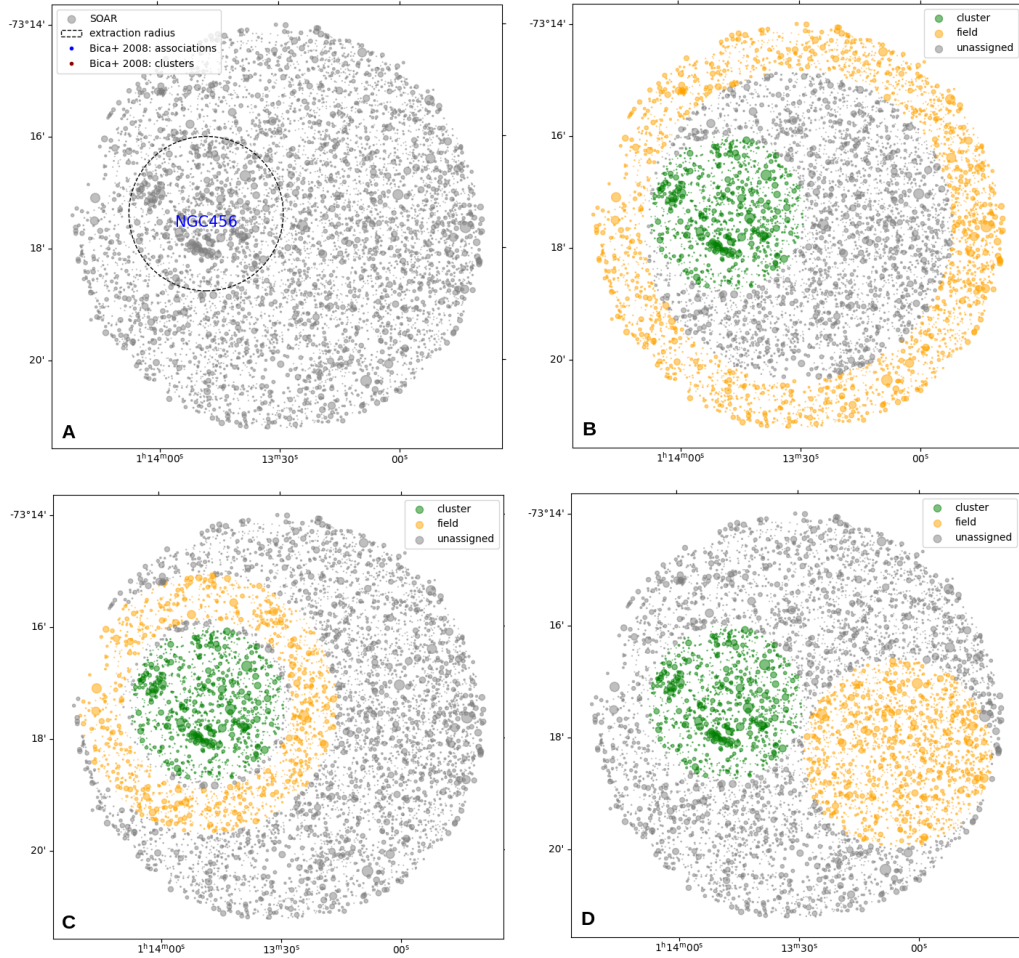 SOAR
extraction radius
Bica+ 2008: associations
Bica+ 2008: clusters
-73°14'
16'
18'
20'
NGC456
A
1ʰ14ᵐ00ˢ
13ᵐ30ˢ
00ˢ
cluster
field
unassigned
-73°14'
16'
18'
20'
B
1ʰ14ᵐ00ˢ
13ᵐ30ˢ
00ˢ
cluster
field
unassigned
-73°14'
16'
18'
20'
C
1ʰ14ᵐ00ˢ
13ᵐ30ˢ
00ˢ
cluster
field
unassigned
-73°14'
16'
18'
20'
D
1ʰ14ᵐ00ˢ
13ᵐ30ˢ
00ˢ